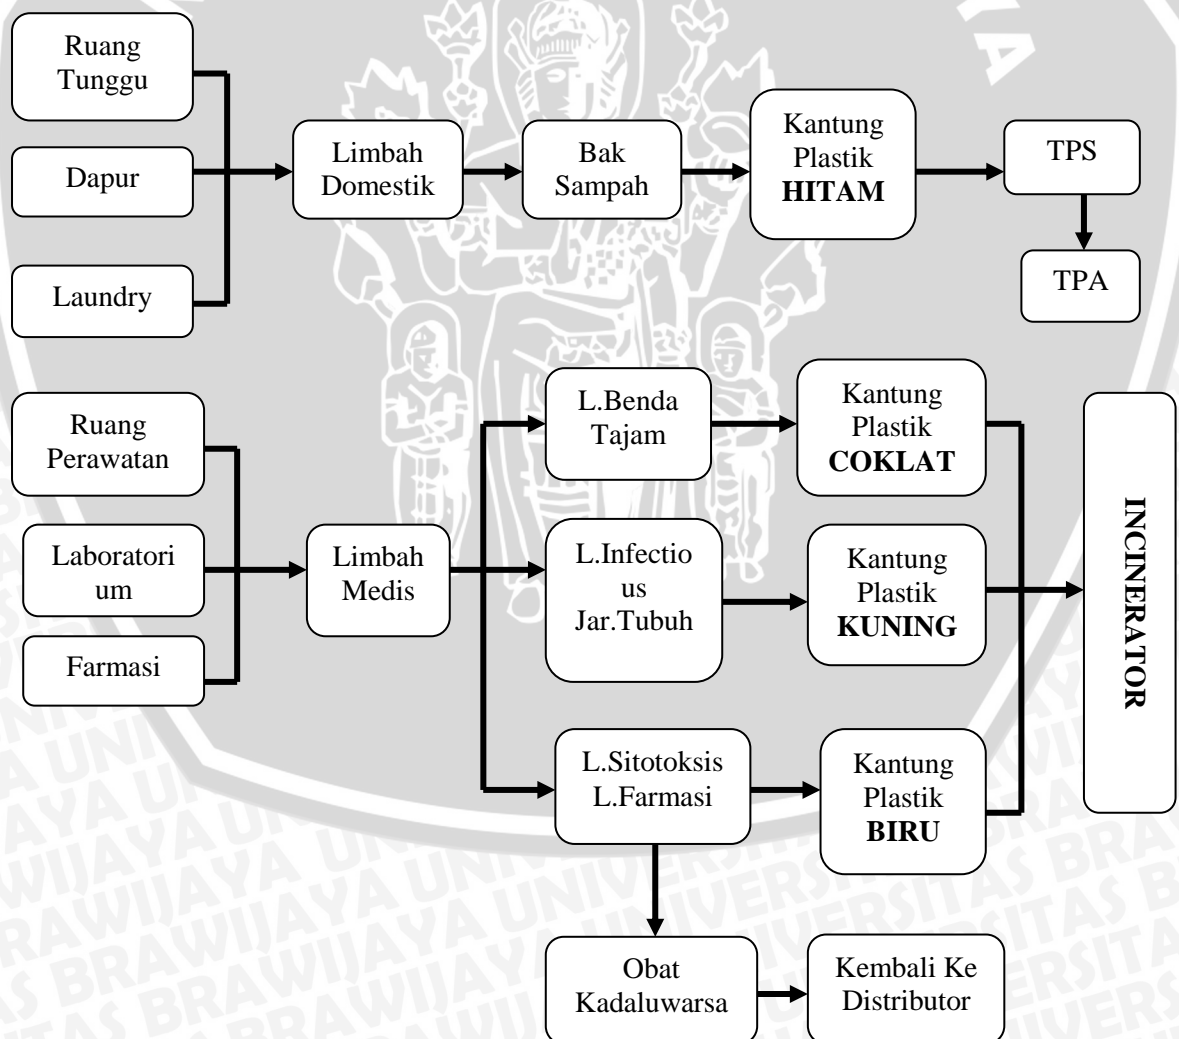 Ruang
Tunggu
Dapur
Laundry
Limbah
Domestik
Bak
Sampah
Kantung
Plastik
HITAM
TPS
TPA
Ruang
Perawatan
Laboratori
um
Farmasi
Limbah
Medis
L.Benda
Tajam
Kantung
Plastik
COKLAT
L.Infectio
us
Jar.Tubuh
Kantung
Plastik
KUNING
L.Sitotoksis
L.Farmasi
Kantung
Plastik
BIRU
INCINERATOR
Obat
Kadaluwarsa
Kembali Ke
Distributor